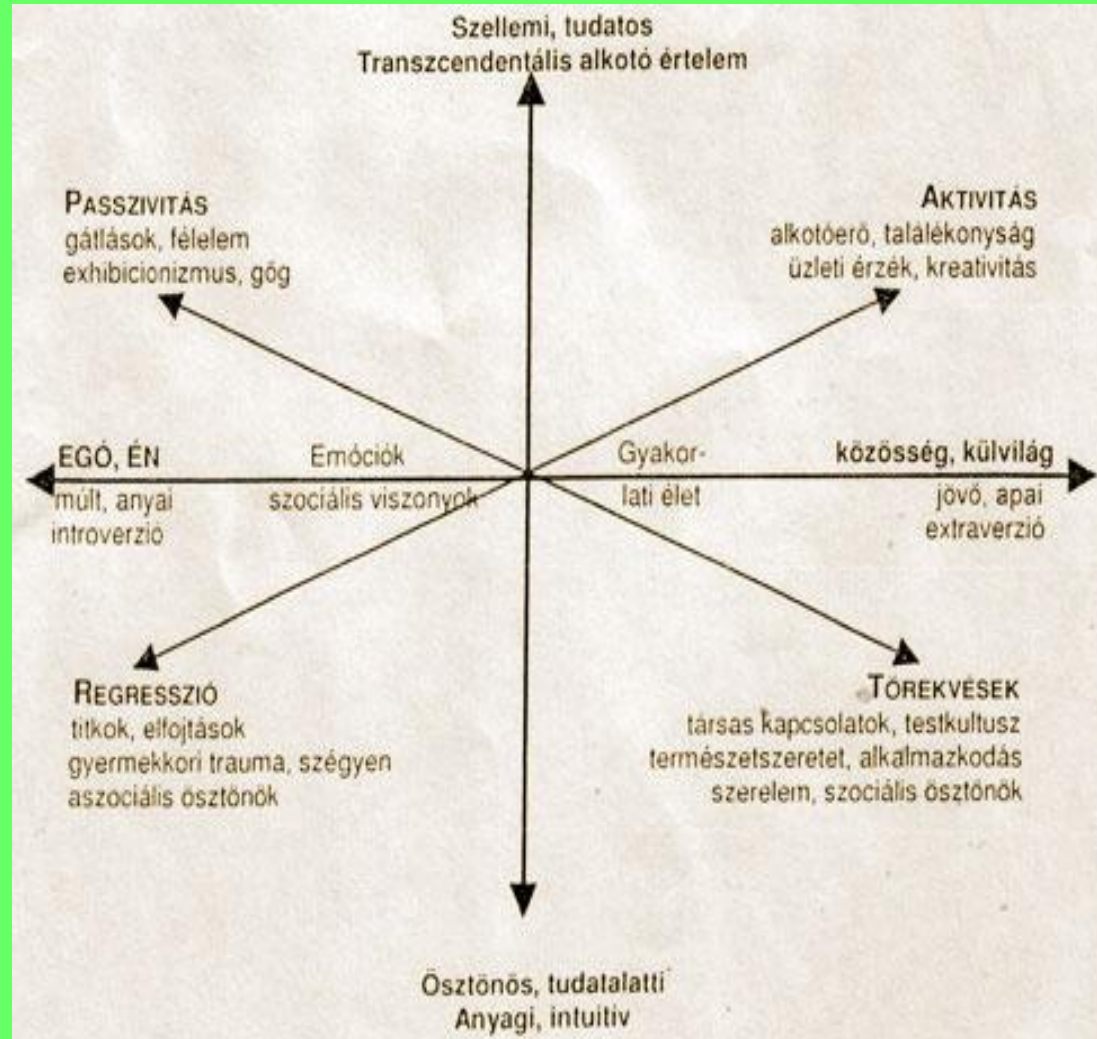 Szellemi, tudatos
Transzcendentális alkotó értelem
PASSZIVITÁS
gátlások, félelem
exhibicionizmus, gőg
AKTIVITÁS
alkotóerő, találékonyság
üzleti érzék, kreativitás
EGÓ, ÉN
múlt, anyai
introverzió
Emóciók
szociális viszonyok
Gyakor-
lati élet
közösség, külvilág
jövő, apai
extraverzió
REGRESSZIÓ
titkok, elfojtások
gyermekkori trauma, szégyen
aszociális ösztönök
TÖREKVÉSEK
társas kapcsolatok, testkultusz
természetszeretet, alkalmazkodás
szerelem, szociális ösztönök
Ösztönös, tudatalatti
Anyagi, intuitív